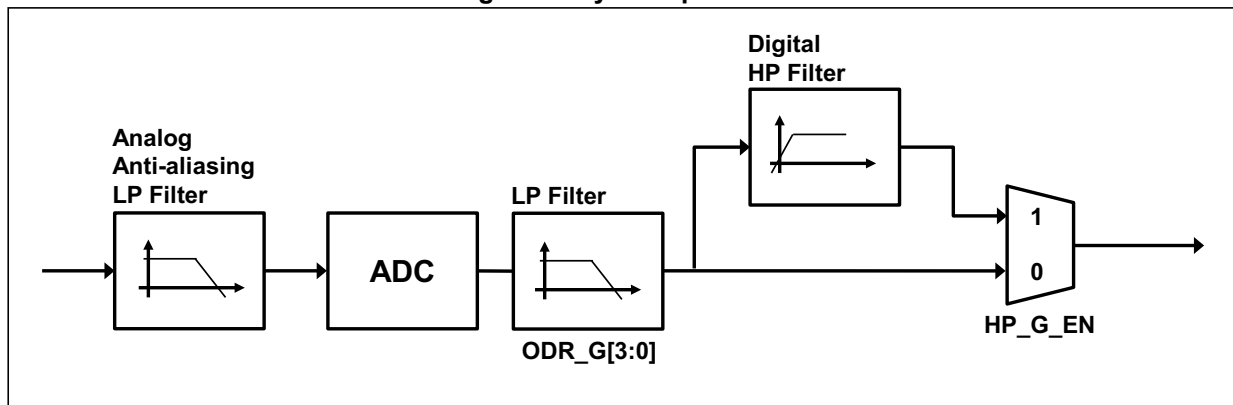 Digital
HP Filter
Analog
Anti-aliasing
LP Filter
LP Filter
ADC
1
0
HP_G_EN
ODR_G[3:0]